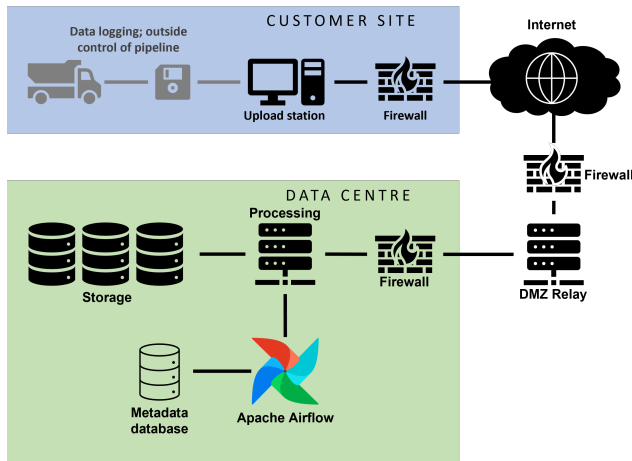 CUSTOMER SITE
Data logging; outside
control of pipeline
Upload station
Firewall
Internet
Firewall
DATA CENTRE
Processing
Storage
Firewall
DMZ Relay
Metadata
database
Apache Airflow